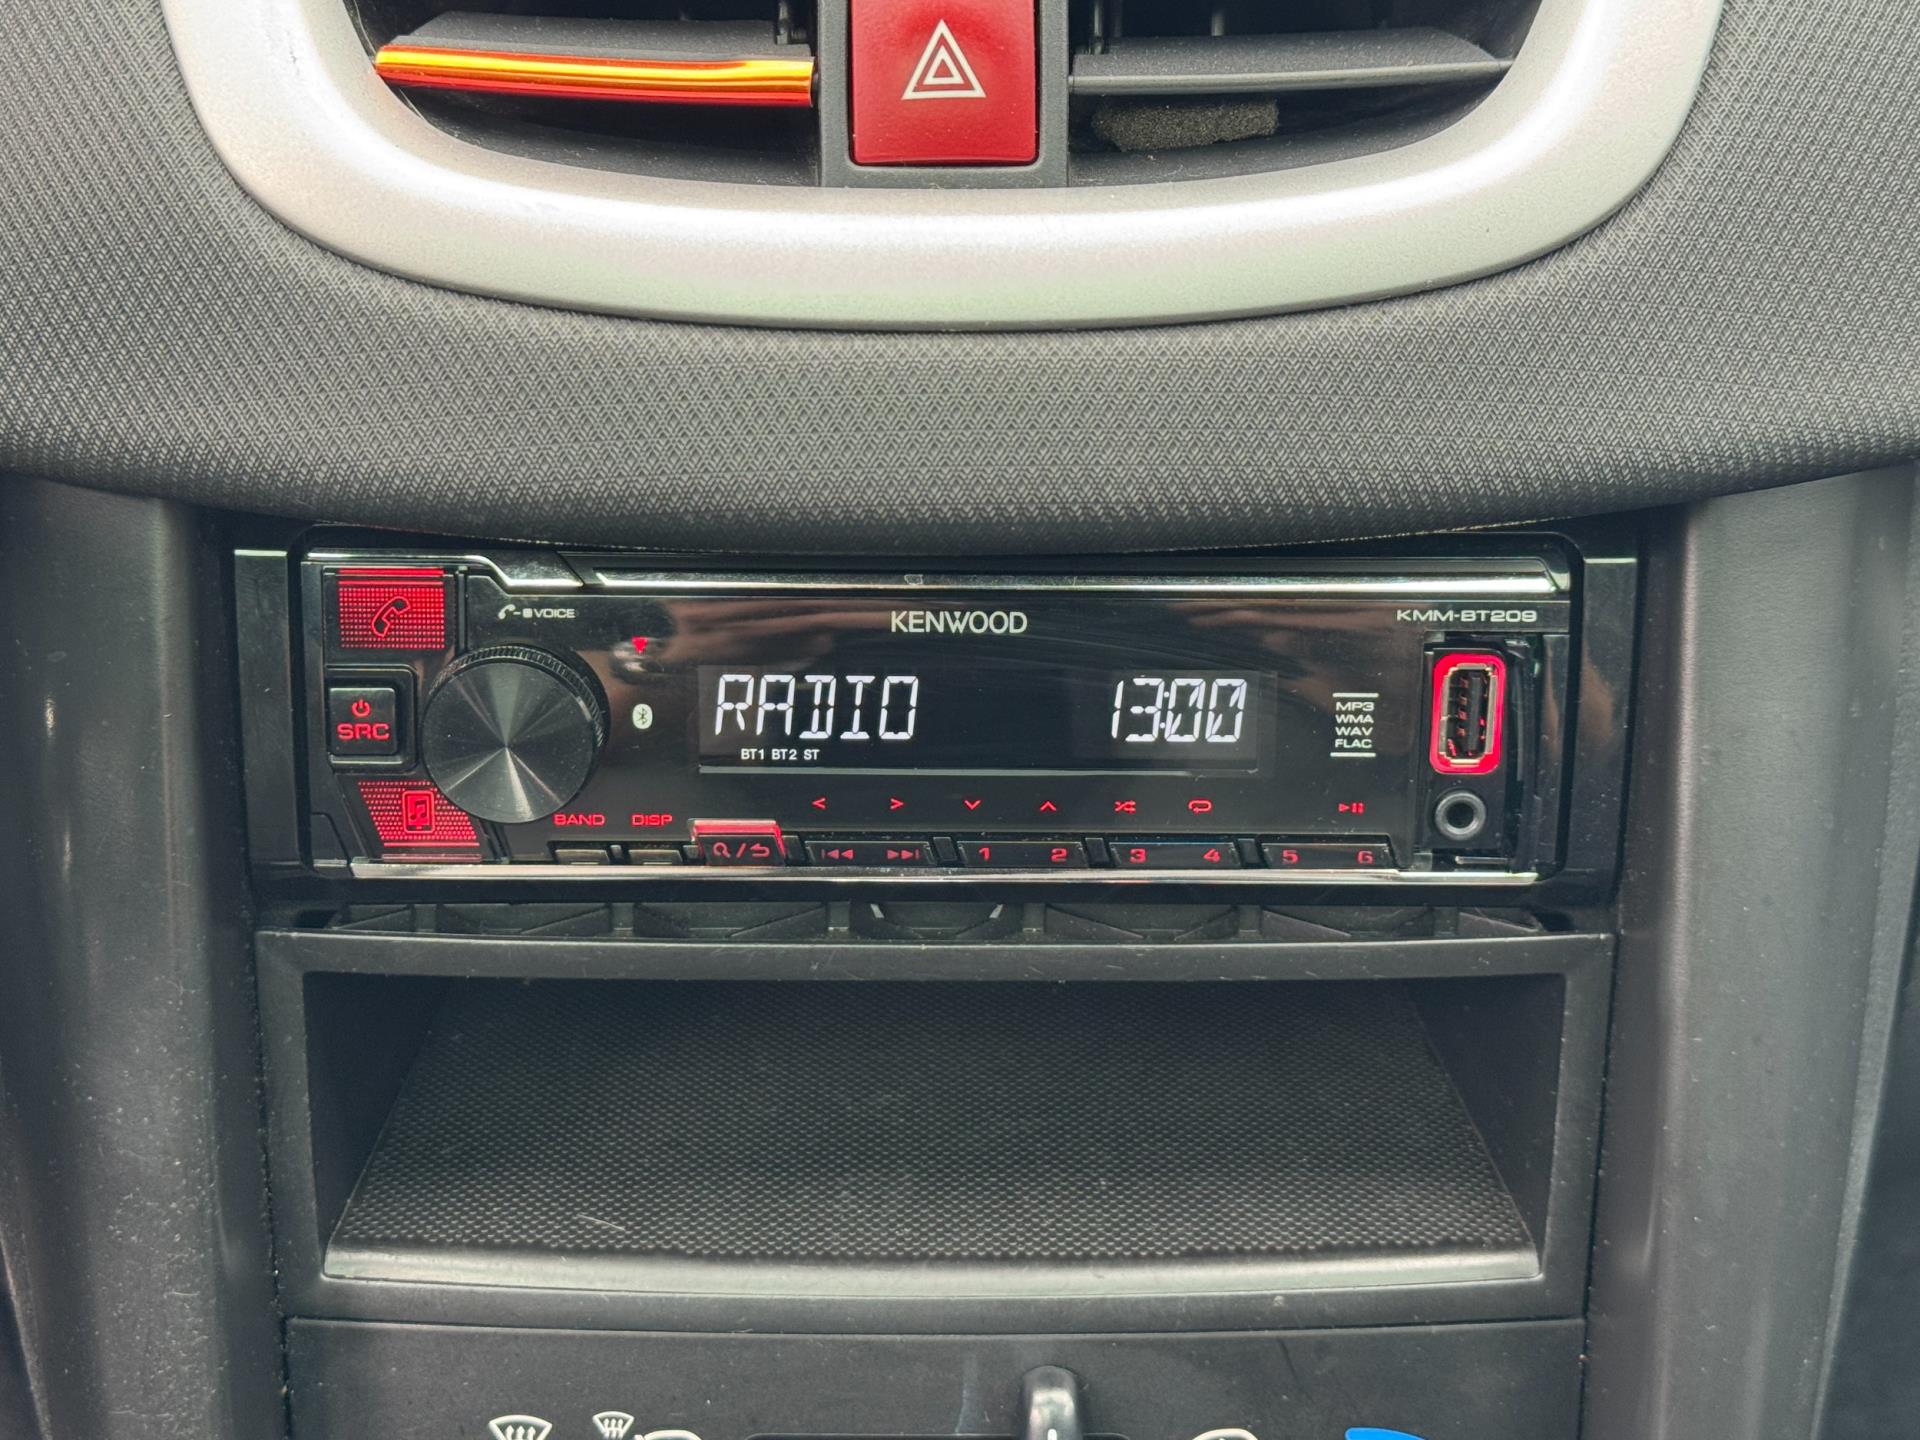 VOICE
KENWOOD
KMM-BT209
SRC
RADIO 13:00
BT1 BT2 ST
MP3
WMA
WAV
FLAC
BAND DISP
1 2 3 4 5 6